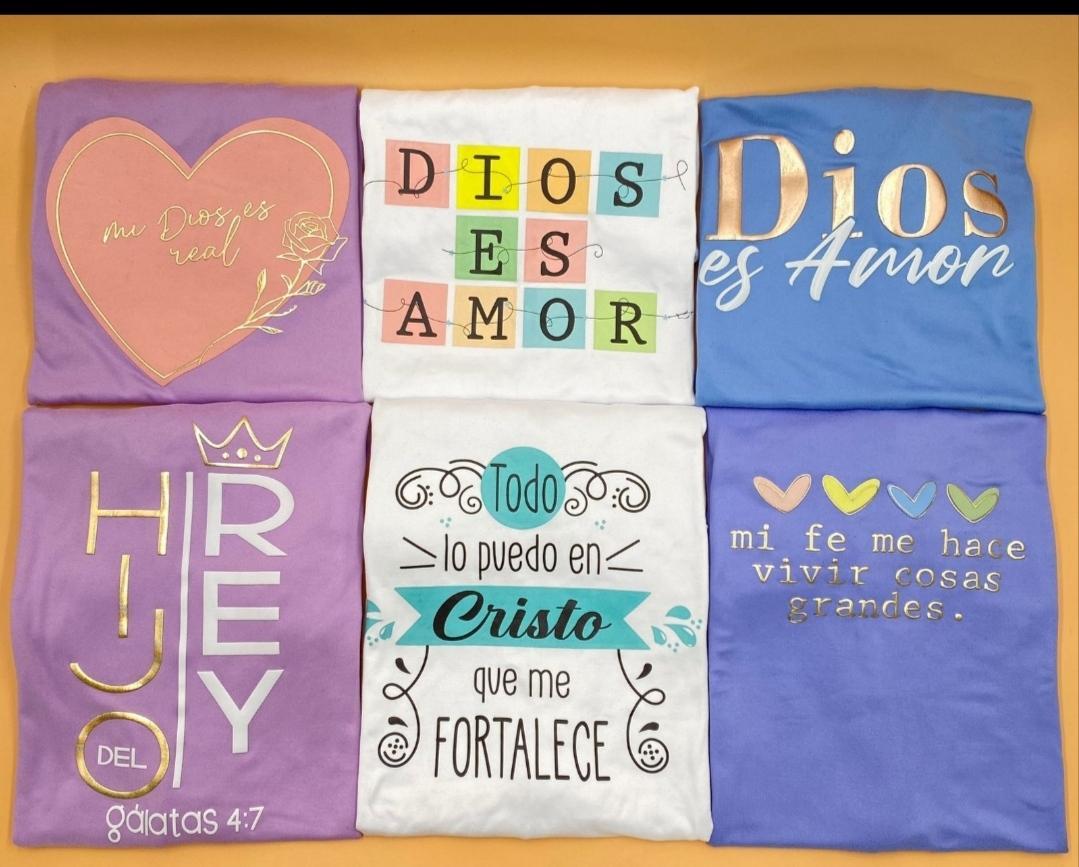 mi Dios es
real
DIOS
ES
AMOR
Dios
es Amor
HIJO
DEL
REY
gálatas 4:7
Todo
lo puedo en
Cristo
que me
FORTALECE
mi fe me hace
vivir cosas
grandes.